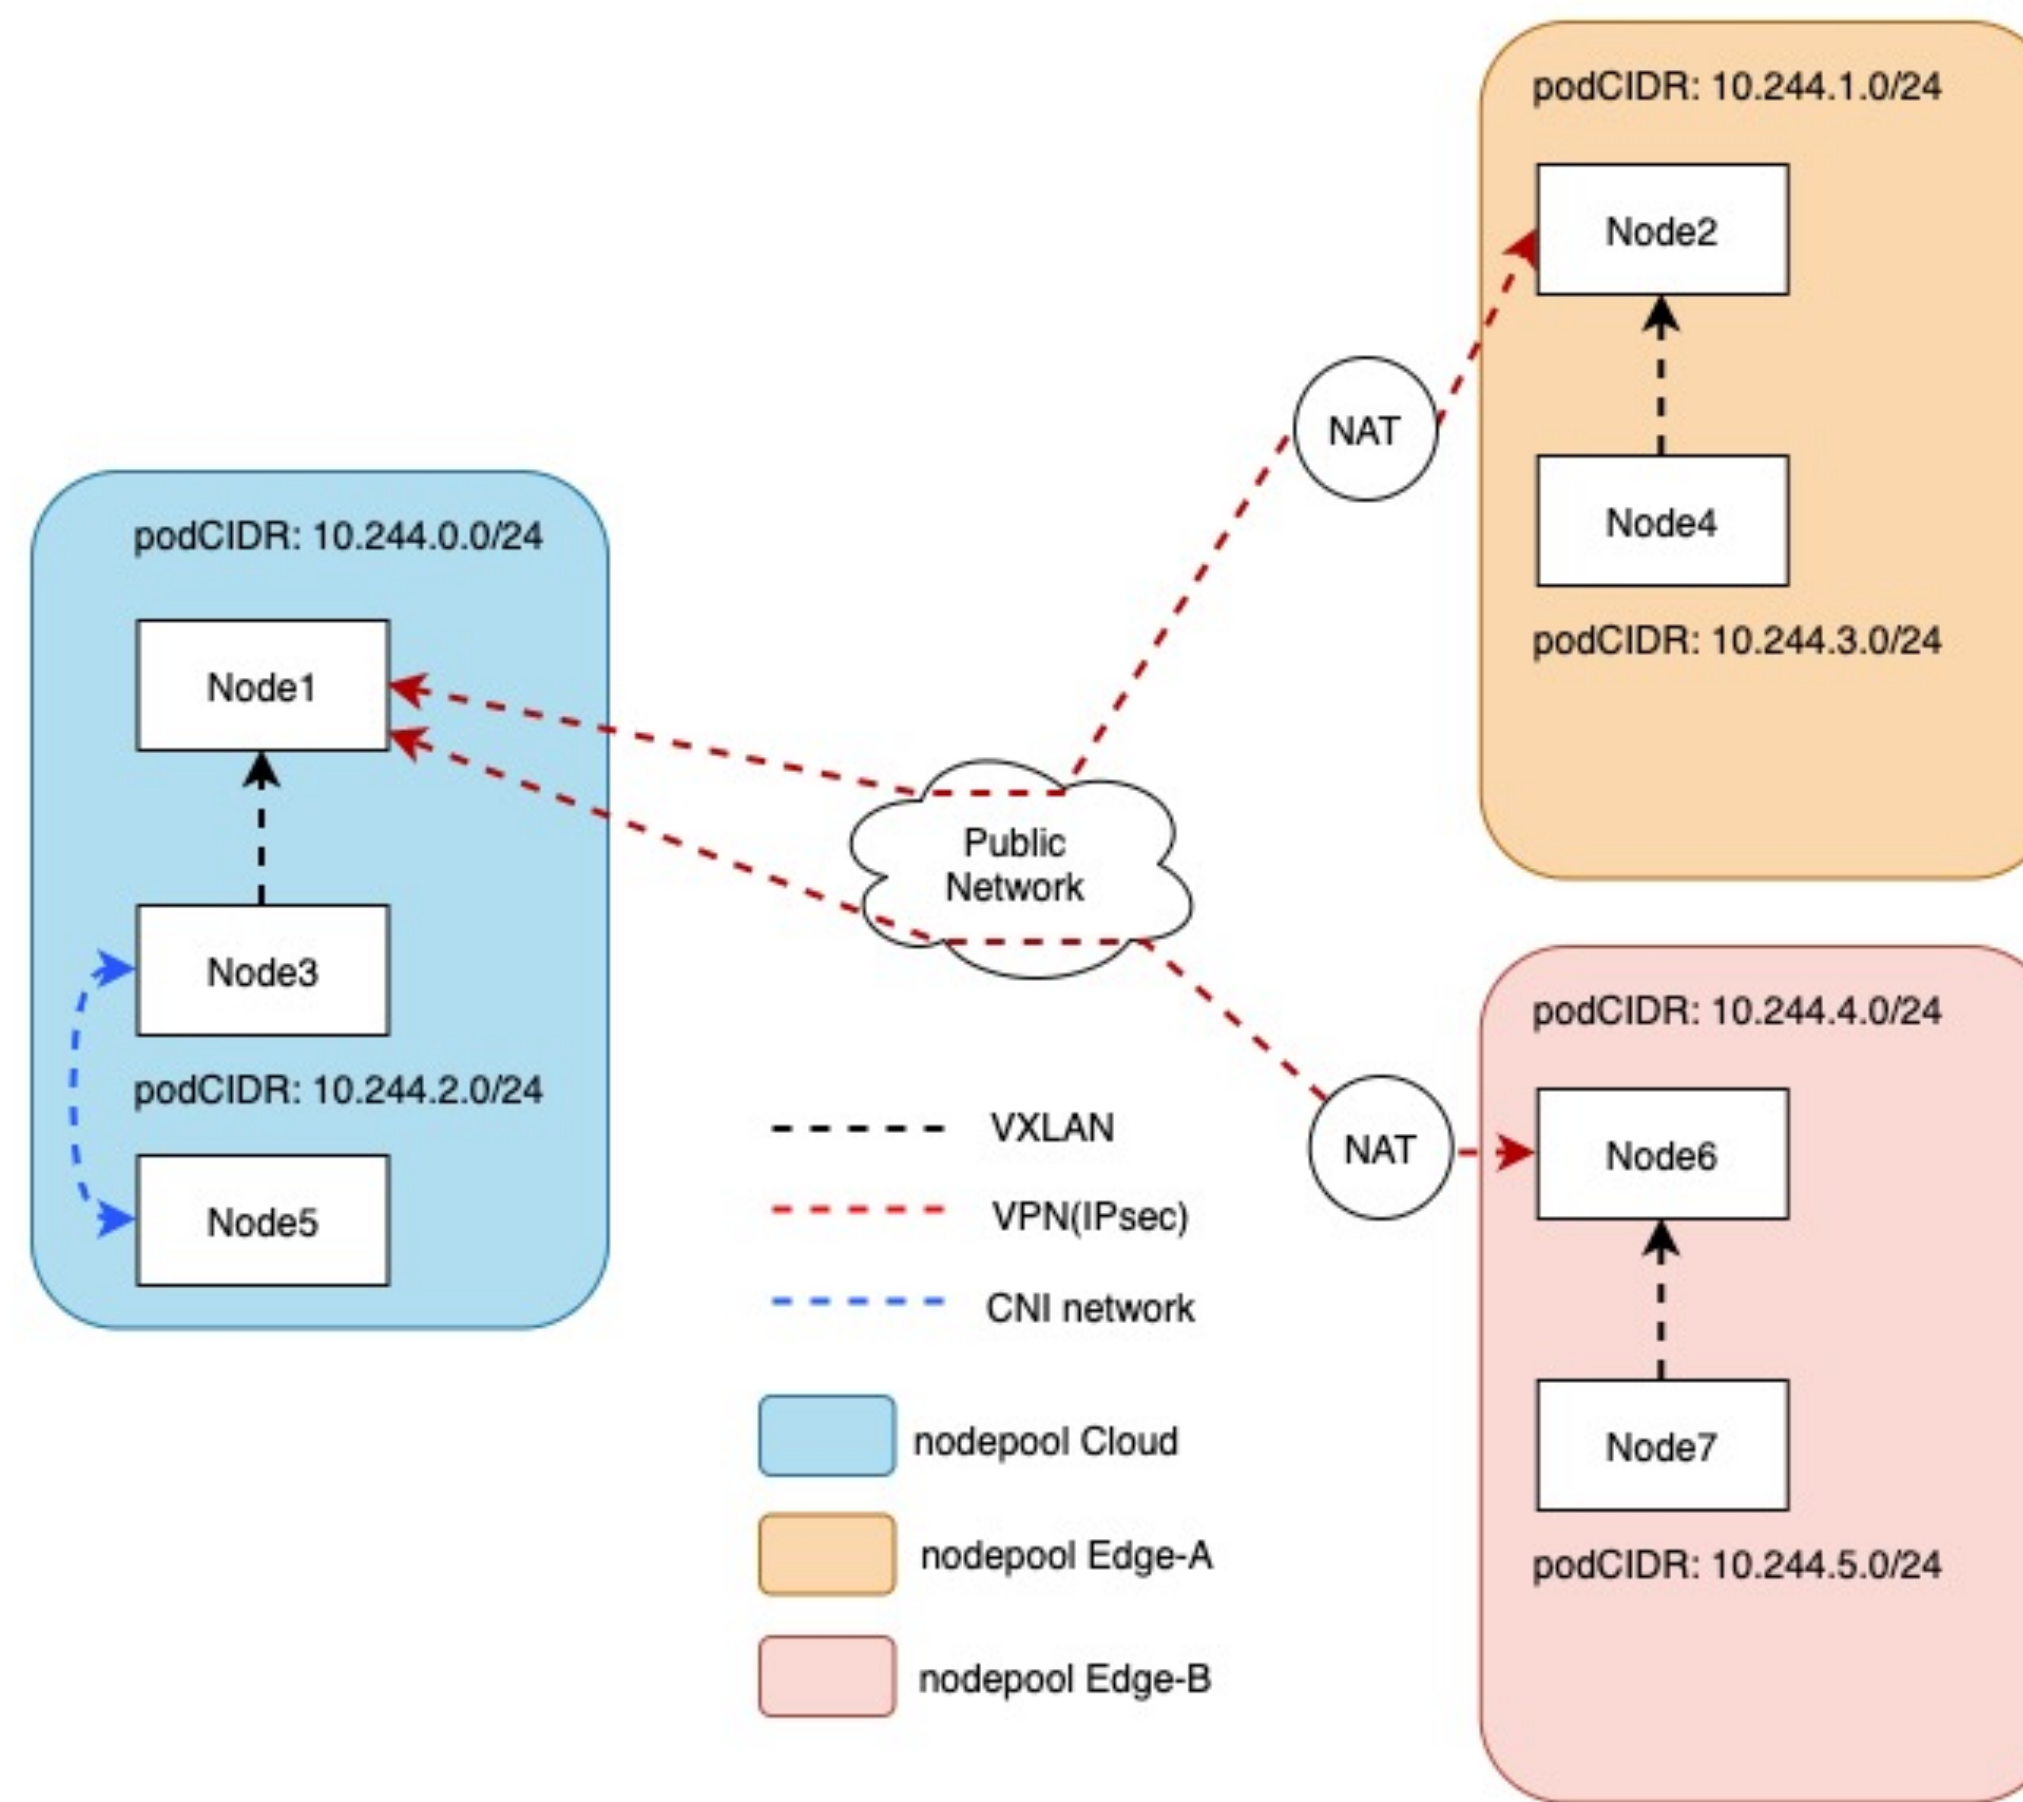 podCIDR: 10.244.1.0/24
Node2
NAT
Node4
podCIDR: 10.244.3.0/24
podCIDR: 10.244.0.0/24
Node1
Node3
podCIDR: 10.244.2.0/24
Node5
Public
Network
podCIDR: 10.244.4.0/24
NAT
Node6
Node7
podCIDR: 10.244.5.0/24
VXLAN
VPN(IPsec)
CNI network
nodepool Cloud
nodepool Edge-A
nodepool Edge-B